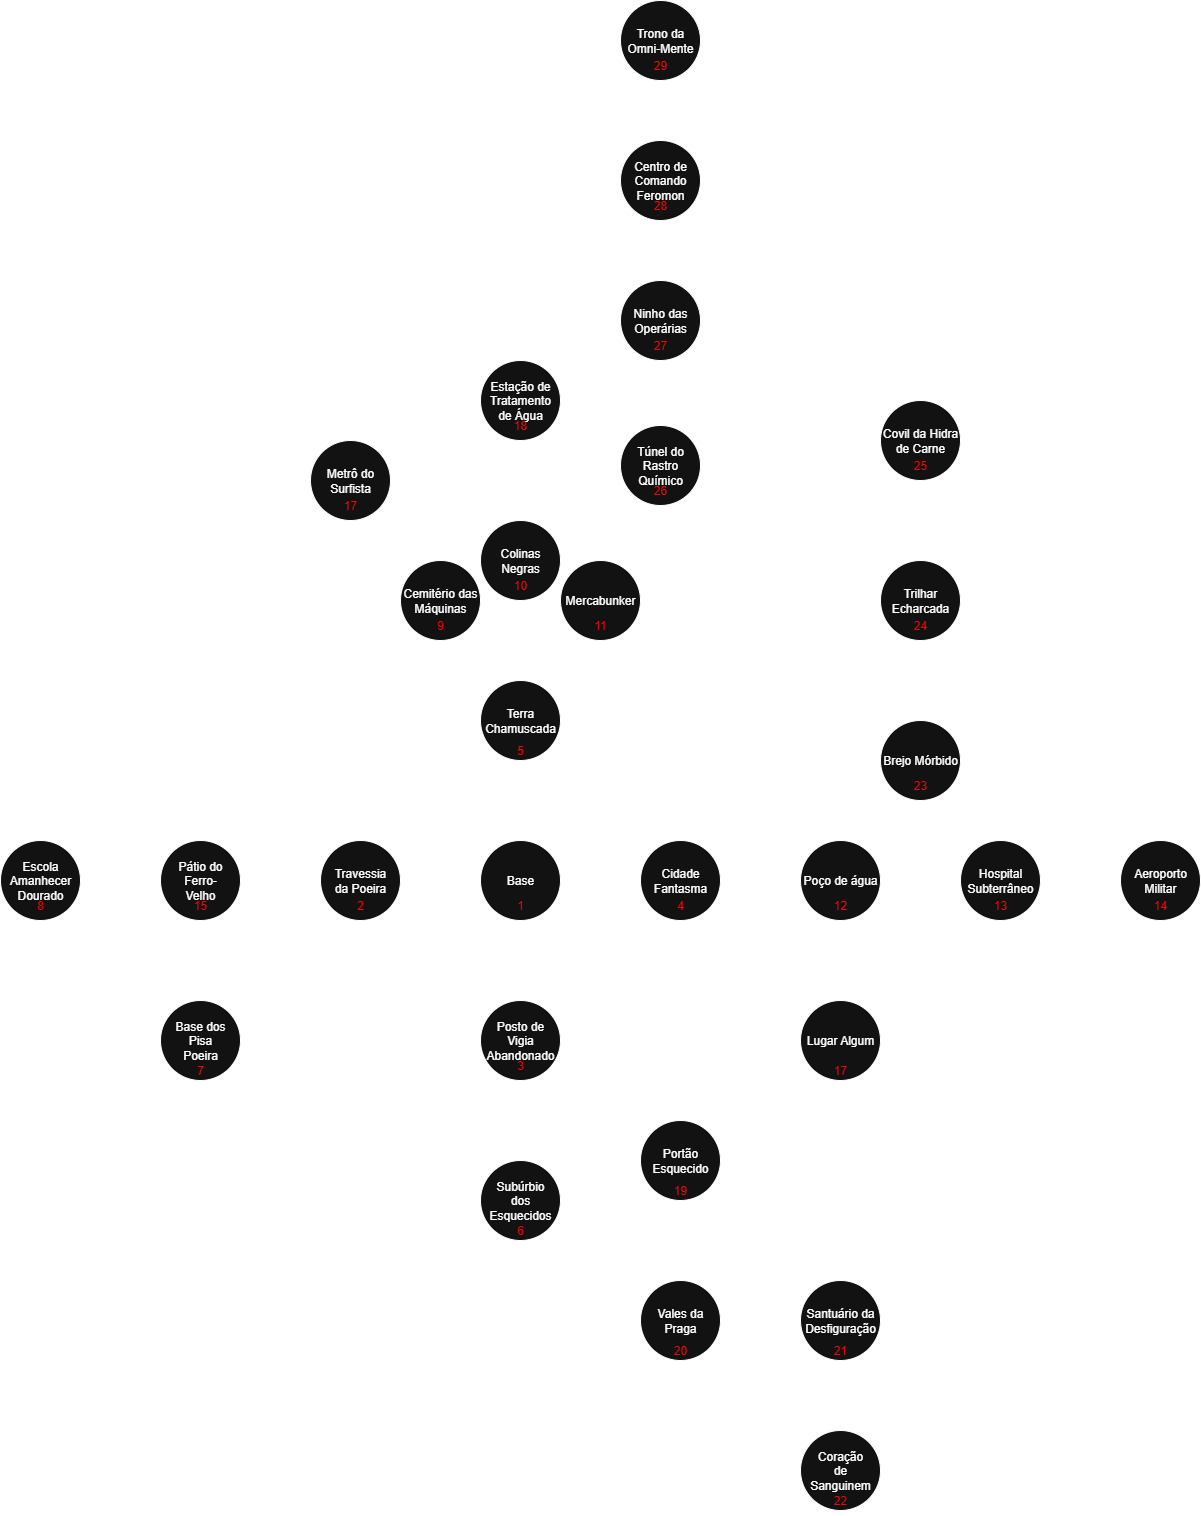 Trono da
Omni-Mente
29
Centro de
Comando
Feromon
28
Ninho das
Operárias
27
Estação de
Tratamento
de Água
18
Covil da Hidra
de Carne
25
Túnel do
Rastro
Químico
26
Metrô do
Surfista
17
Colinas
Negras
10
Cemitério das
Máquinas
9
Mercabunker
11
Trilhar
Echarcada
24
Terra
Chamuscada
5
Brejo Mórbido
23
Escola
Amanhecer
Dourado
8
Pátio do
Ferro-
Velho
15
Travessia
da Poeira
2
Base
1
Cidade
Fantasma
4
Poço de água
12
Hospital
Subterrâneo
13
Aeroporto
Militar
14
Base dos
Pisa
Poeira
7
Posto de
Vigia
Abandonado
3
Lugar Algum
17
Portão
Esquecido
19
Subúrbio
dos
Esquecidos
6
Vales da
Praga
20
Santuário da
Desfiguração
21
Coração
de
Sanguinem
22